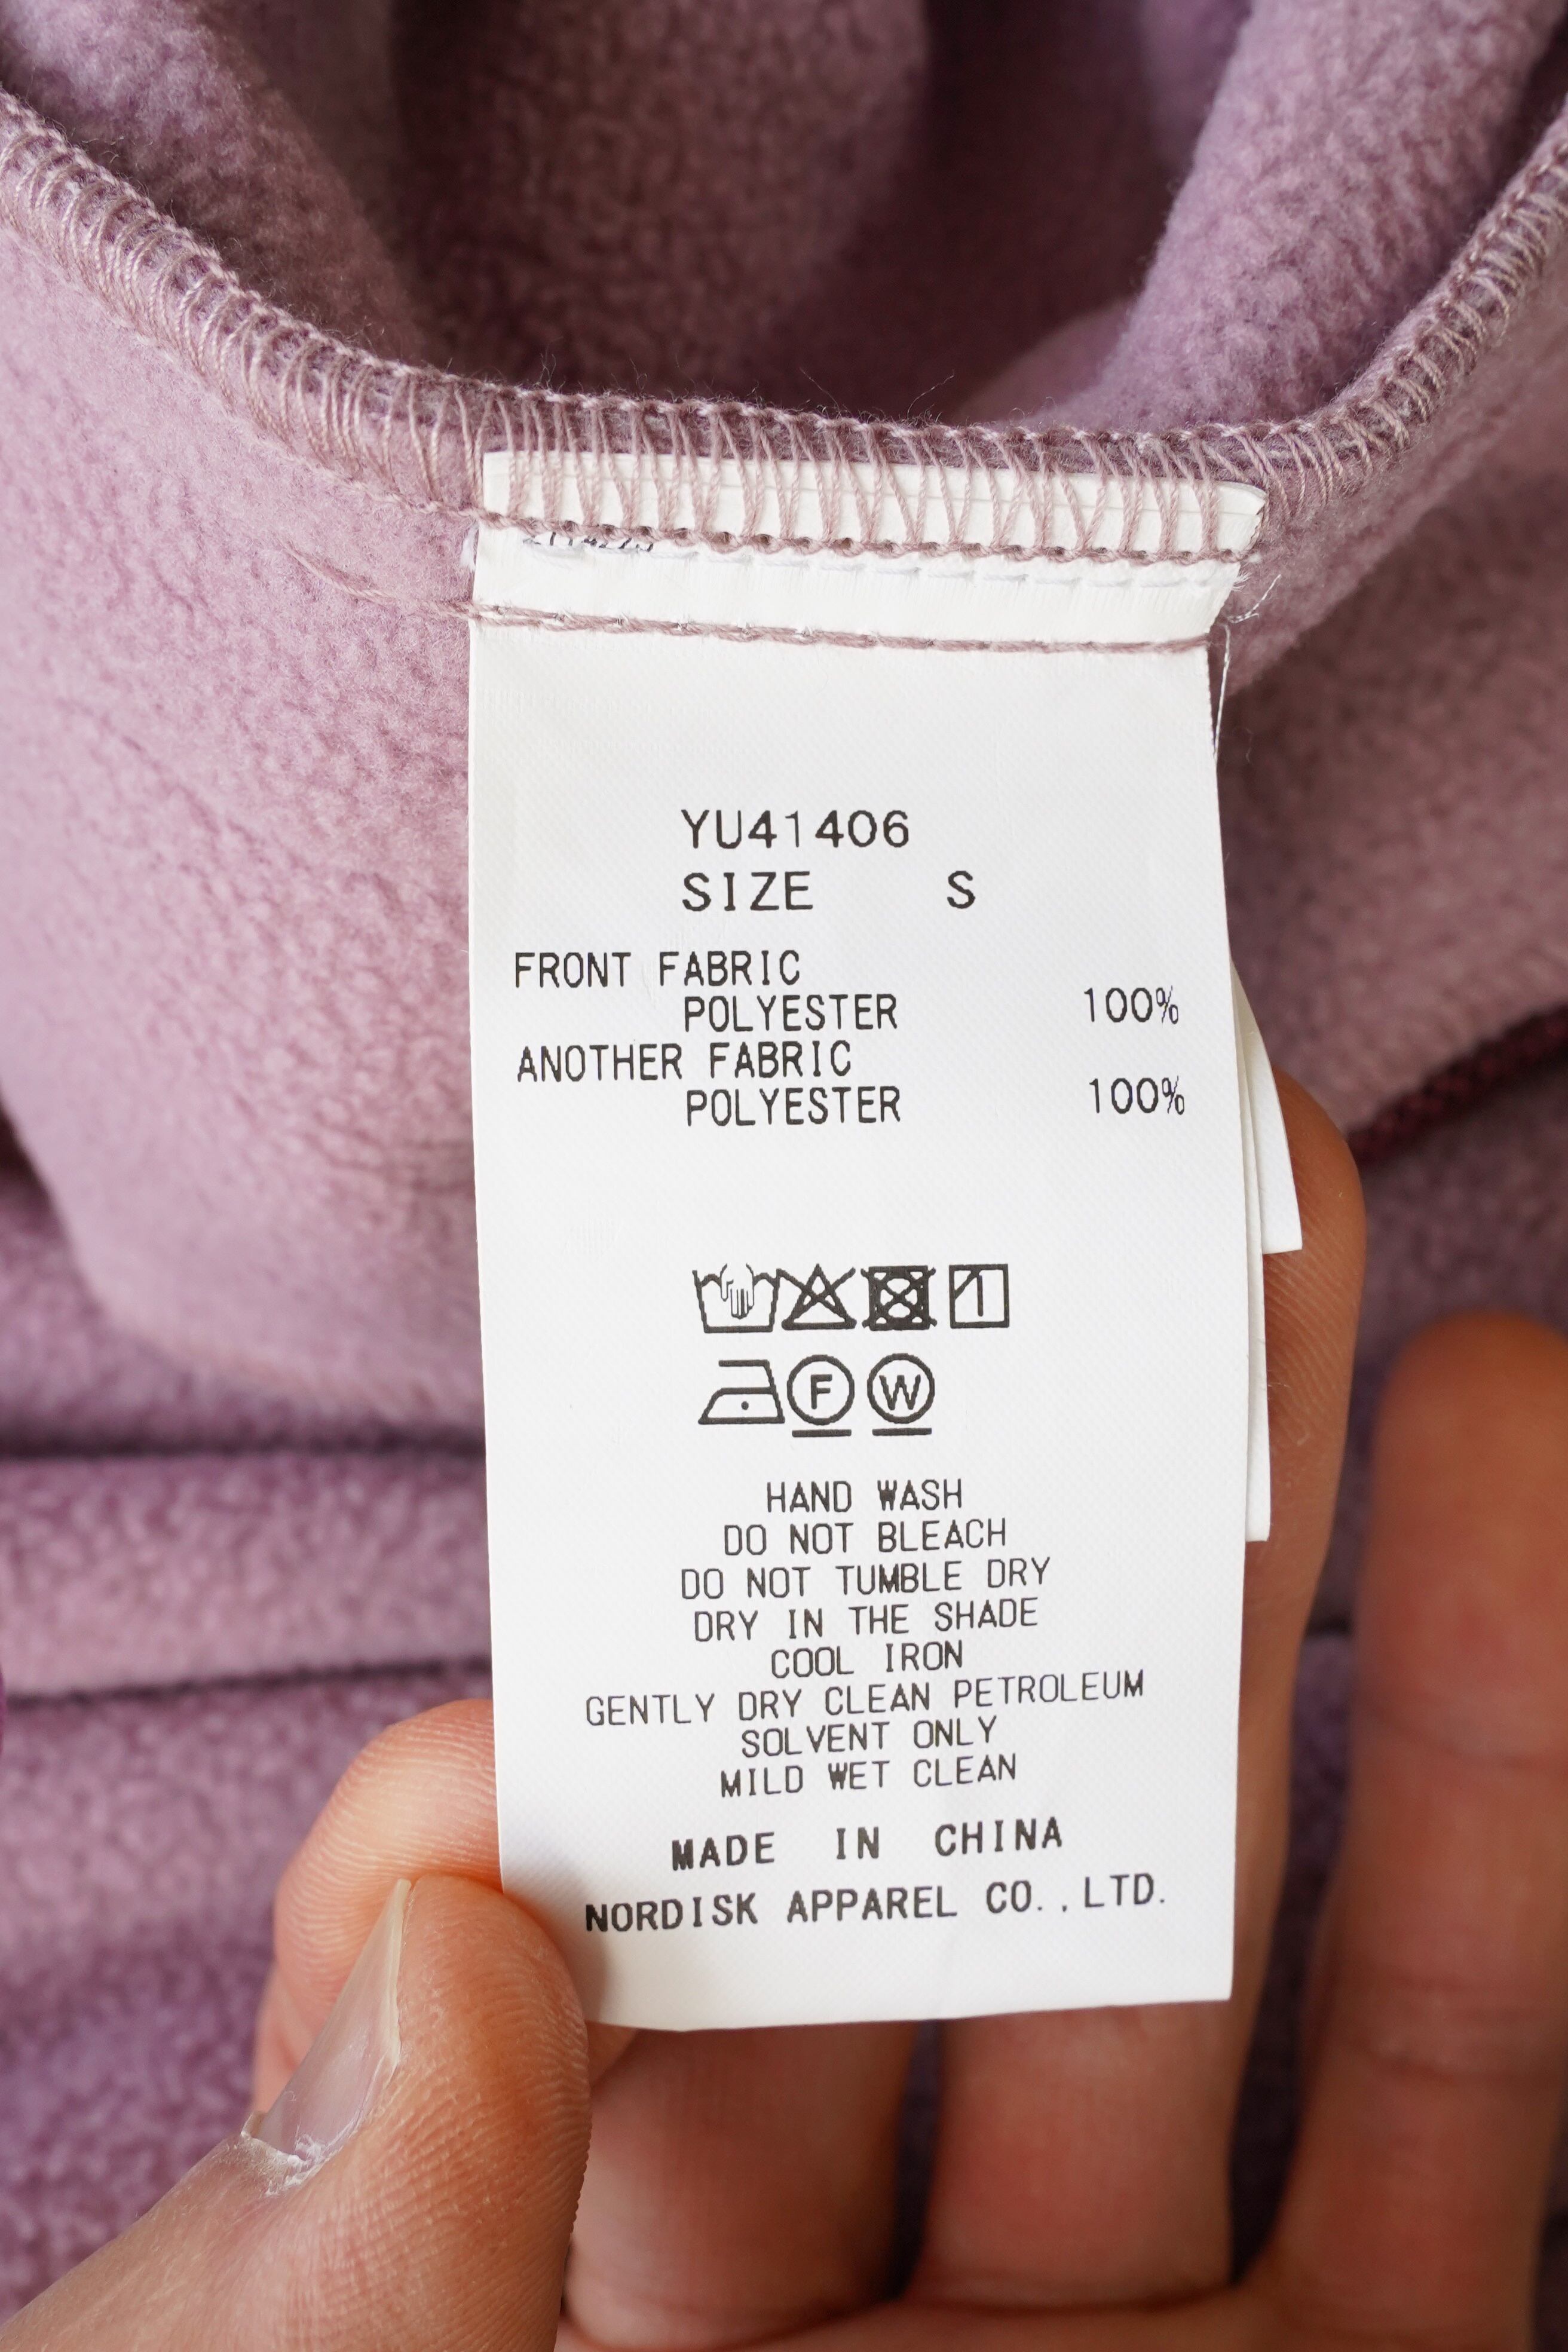 YU41406
SIZE S
FRONT FABRIC
POLYESTER 100%
ANOTHER FABRIC
POLYESTER 100%
F W
HAND WASH
DO NOT BLEACH
DO NOT TUMBLE DRY
DRY IN THE SHADE
COOL IRON
GENTLY DRY CLEAN PETROLEUM
SOLVENT ONLY
MILD WET CLEAN
MADE IN CHINA
NORDISK APPAREL CO.,LTD.